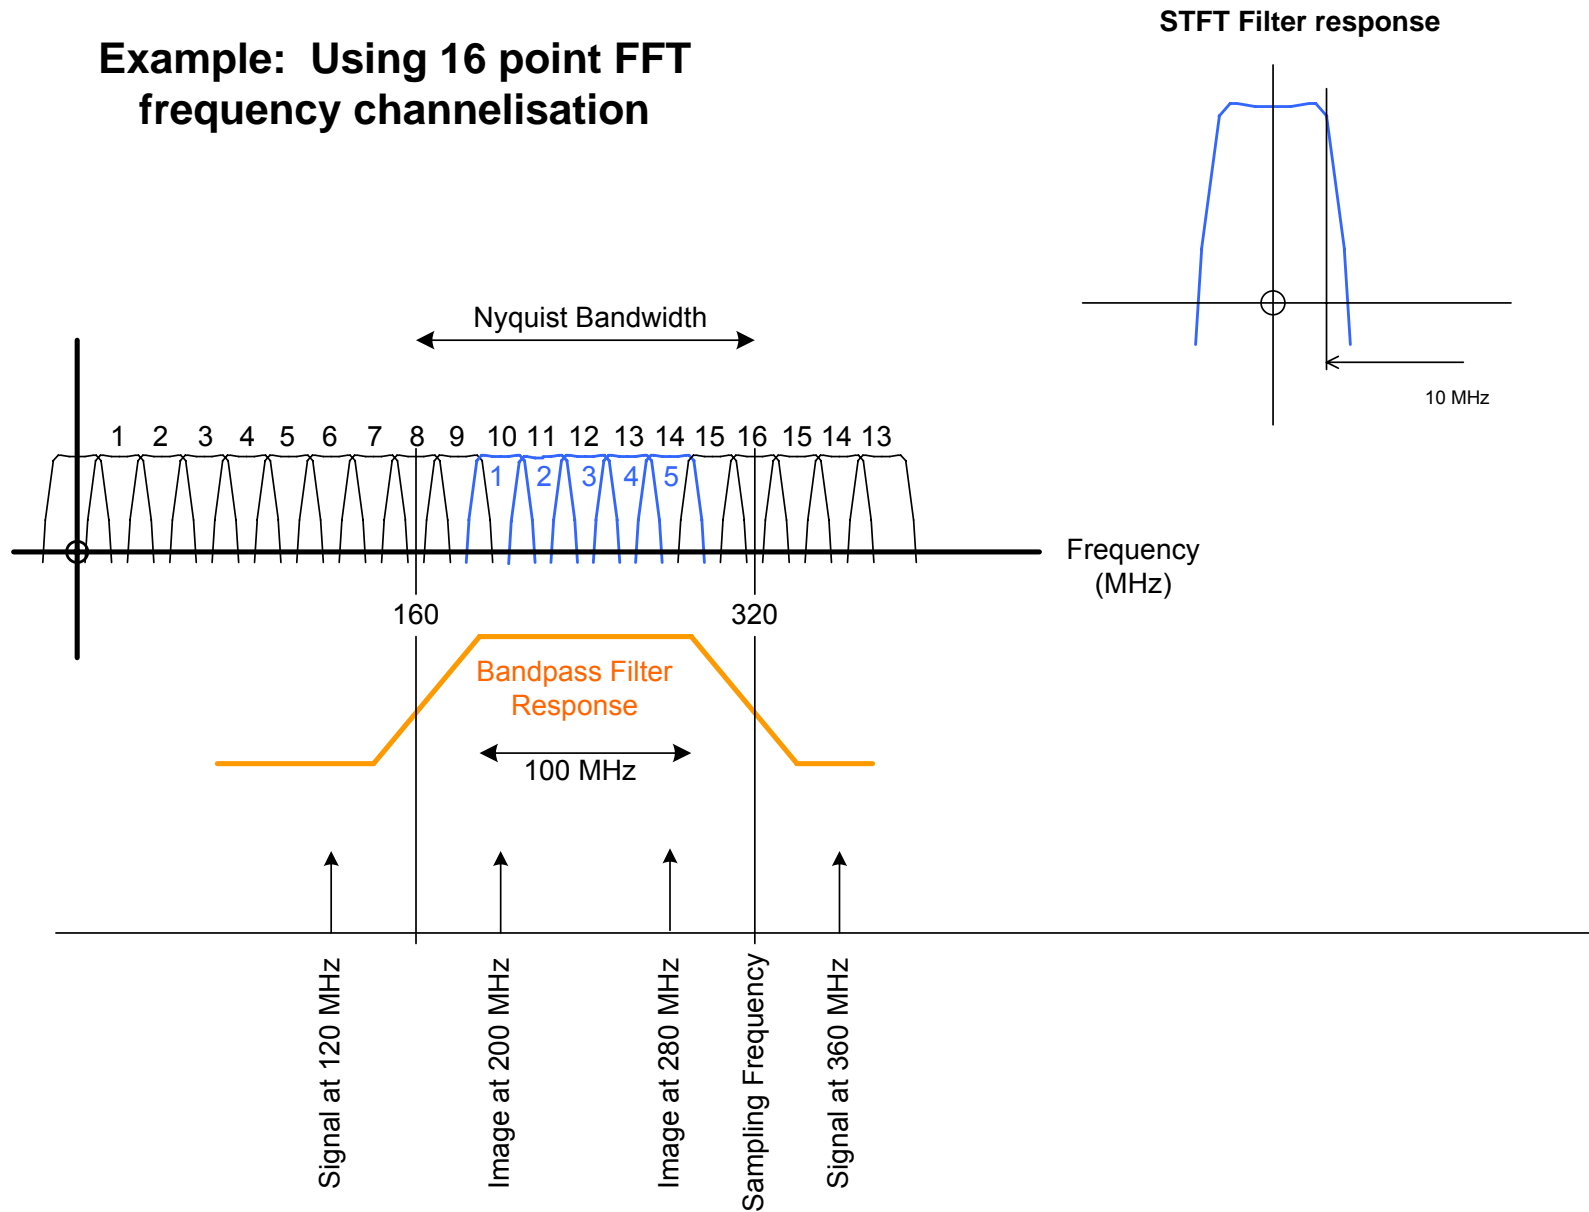 STFT Filter response
Example:  Using 16 point FFT
frequency channelisation
10 MHz
Nyquist Bandwidth
1 2 3 4 5 6 7 8 9 10 11 12 13 14 15 16 15 14 13
1 2 3 4 5
Frequency
(MHz)
160 320
Bandpass Filter
Response
100 MHz
Signal at 120 MHz
Image at 200 MHz
Image at 280 MHz
Sampling Frequency
Signal at 360 MHz